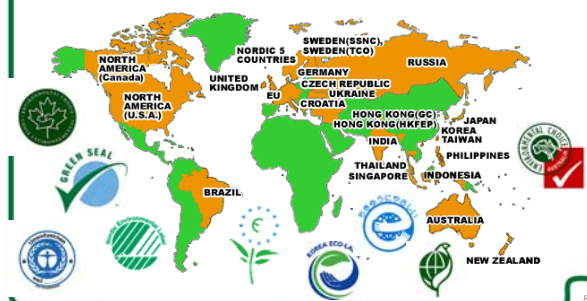 SWEDEN(SSNC),
SWEDEN(TCO)
NORDIC 5
COUNTRIES
NORTH
AMERICA
(Canada)
RUSSIA
GERMANY
UNITED
KINGDOM
CZECH REPUBLIC
UKRAINE
EU
CROATIA
NORTH
AMERICA
(U.S.A.)
HONG KONG(GC)
HONG KONG(HKFEP)
JAPAN
KOREA
TAIWAN
INDIA
PHILIPPINES
THAILAND
SINGAPORE
INDONESIA
BRAZIL
AUSTRALIA
NEW ZEALAND
GREEN SEAL
ENVIRONMENTAL CHOICE